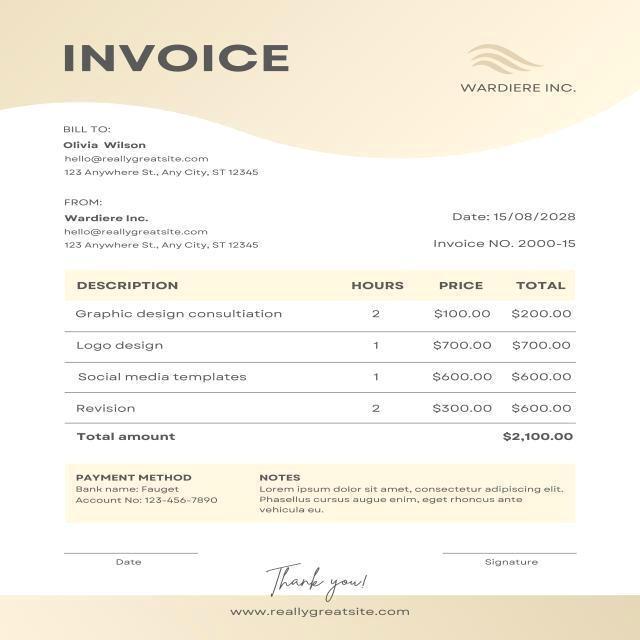 INVOICE
WARDIERE INC.
BILL TO:
Olivia Wilson
hello@reallygreatsite.com
123 Anywhere St., Any City, ST 12345
FROM:
Wardiere Inc.
hello@reallygreatsite.com
123 Anywhere St., Any City, ST 12345
Date: 15/08/2028
Invoice NO. 2000-15
DESCRIPTION HOURS PRICE TOTAL
Graphic design consultiation 2 $100.00 $200.00
Logo design 1 $700.00 $700.00
Social media templates 1 $600.00 $600.00
Revision 2 $300.00 $600.00
Total amount $2,100.00
PAYMENT METHOD
Bank name: Fauget
Account No: 123-456-7890
NOTES
Lorem ipsum dolor sit amet, consectetur adipiscing elit.
Phasellus cursus augue enim, eget rhoncus ante
vehicula eu.
Date
Signature
Thank you!
www.reallygreatsite.com